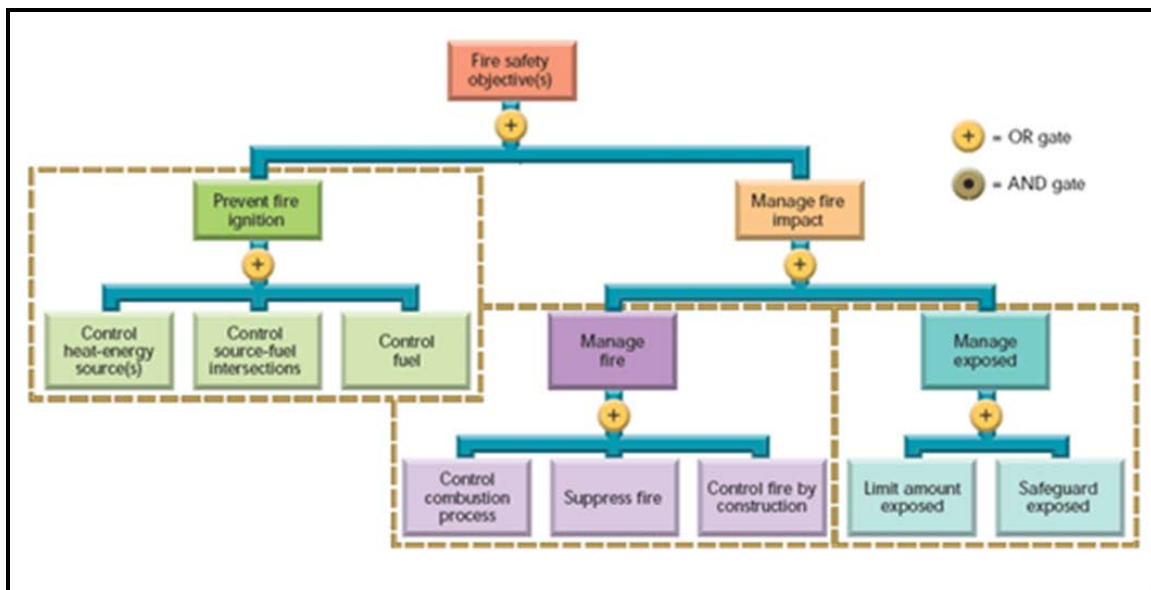 Fire safety
objective(s)
+
+ = OR gate
= AND gate
Prevent fire
ignition
Manage fire
impact
+
+
Control
heat-energy
source(s)
Control
source-fuel
intersections
Control
fuel
Manage
fire
Manage
exposed
+
+
Control
combustion
process
Suppress fire
Control fire by
construction
Limit amount
exposed
Safeguard
exposed